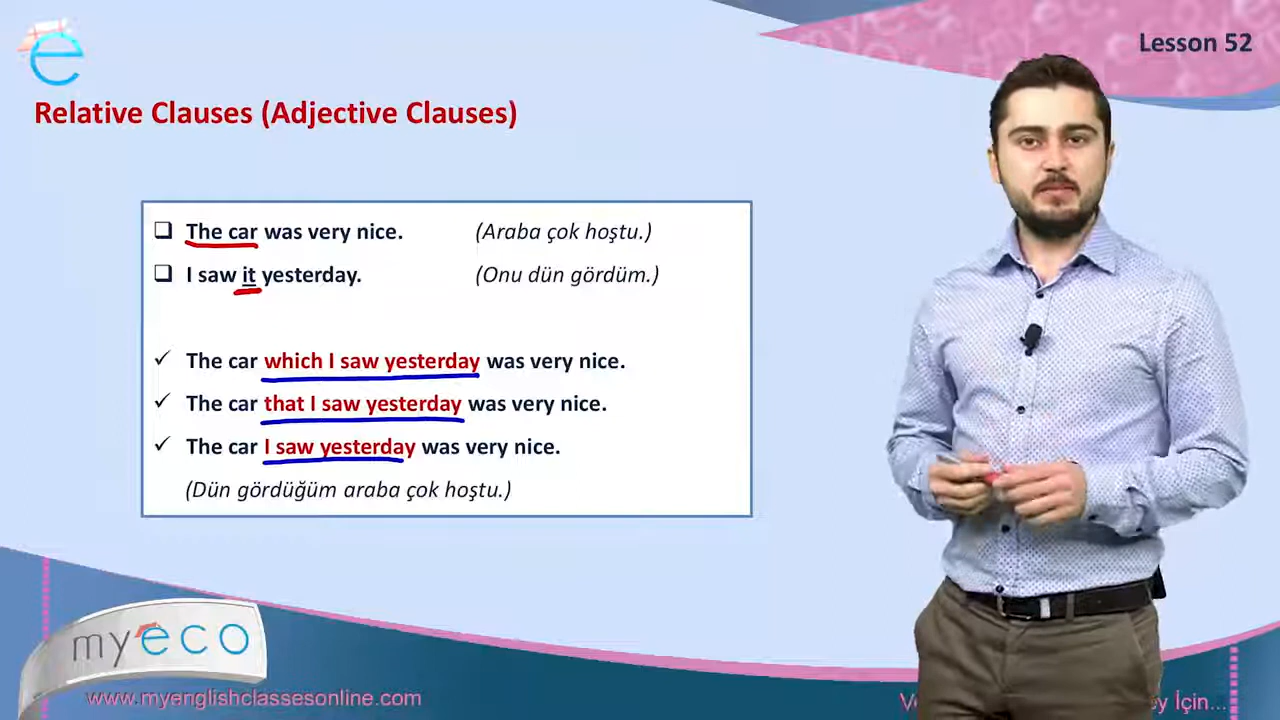 Lesson 52
Relative Clauses (Adjective Clauses)
The car was very nice. (Araba çok hoştu.)
I saw it yesterday. (Onu dün gördüm.)
The car which I saw yesterday was very nice.
The car that I saw yesterday was very nice.
The car I saw yesterday was very nice.
(Dün gördüğüm araba çok hoştu.)
myeco
www.myenglishclassesonline.com
İçin...